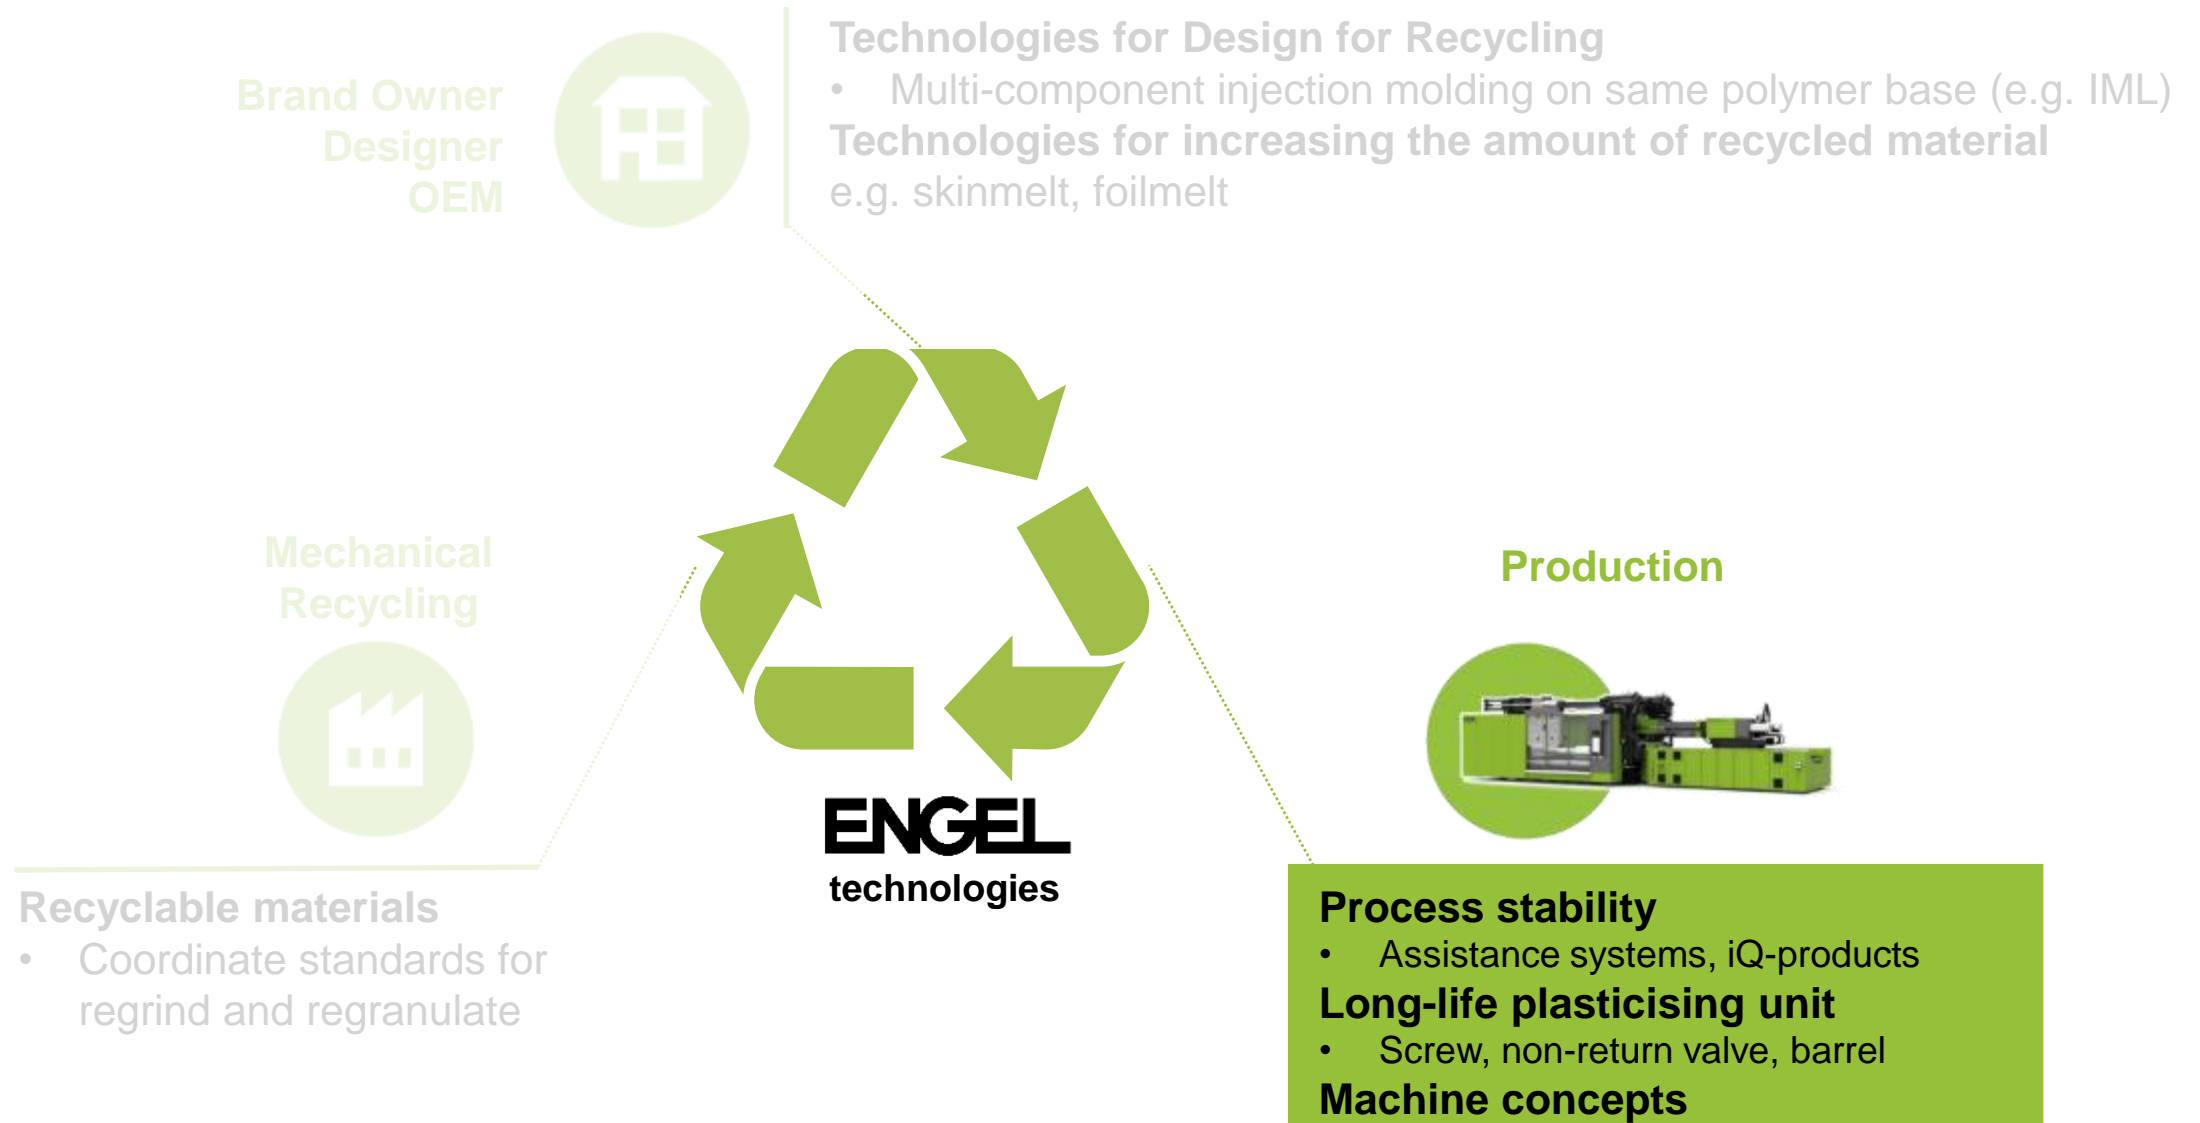 Brand Owner
Designer
OEM
Technologies for Design for Recycling
• Multi-component injection molding on same polymer base (e.g. IML)
Technologies for increasing the amount of recycled material
e.g. skinmelt, foilmelt
Mechanical
Recycling
Recyclable materials
• Coordinate standards for
regrind and regranulate
ENGEL
technologies
Production
Process stability
• Assistance systems, iQ-products
Long-life plasticising unit
• Screw, non-return valve, barrel
Machine concepts